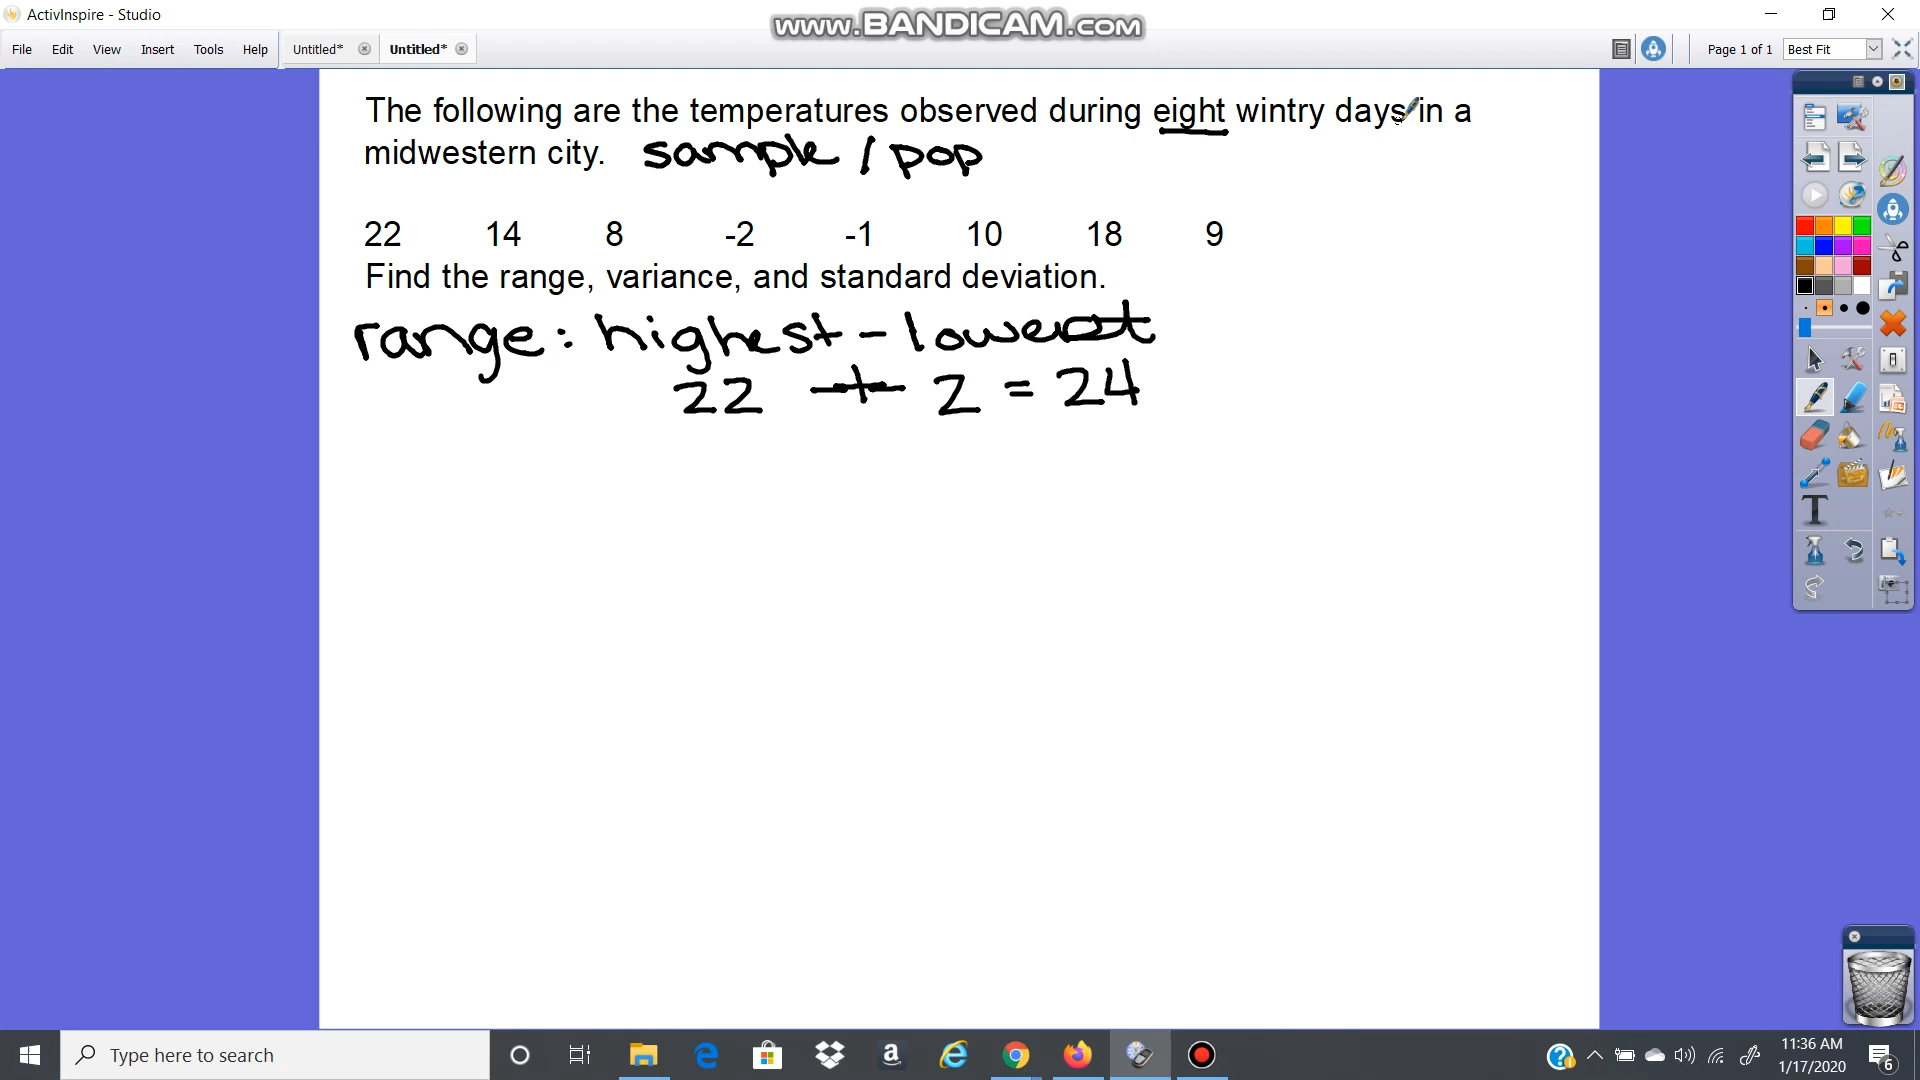 ActivInspire - Studio
www.BANDICAM.com
File Edit View Insert Tools Help Untitled* Untitled* Page 1 of 1 Best Fit
The following are the temperatures observed during eight wintry days in a
midwestern city. sample / pop
22 14 8 -2 -1 10 18 9
Find the range, variance, and standard deviation.
range: highest - lowest
22 + 2 = 24
T
Type here to search
11:36 AM
1/17/2020
6